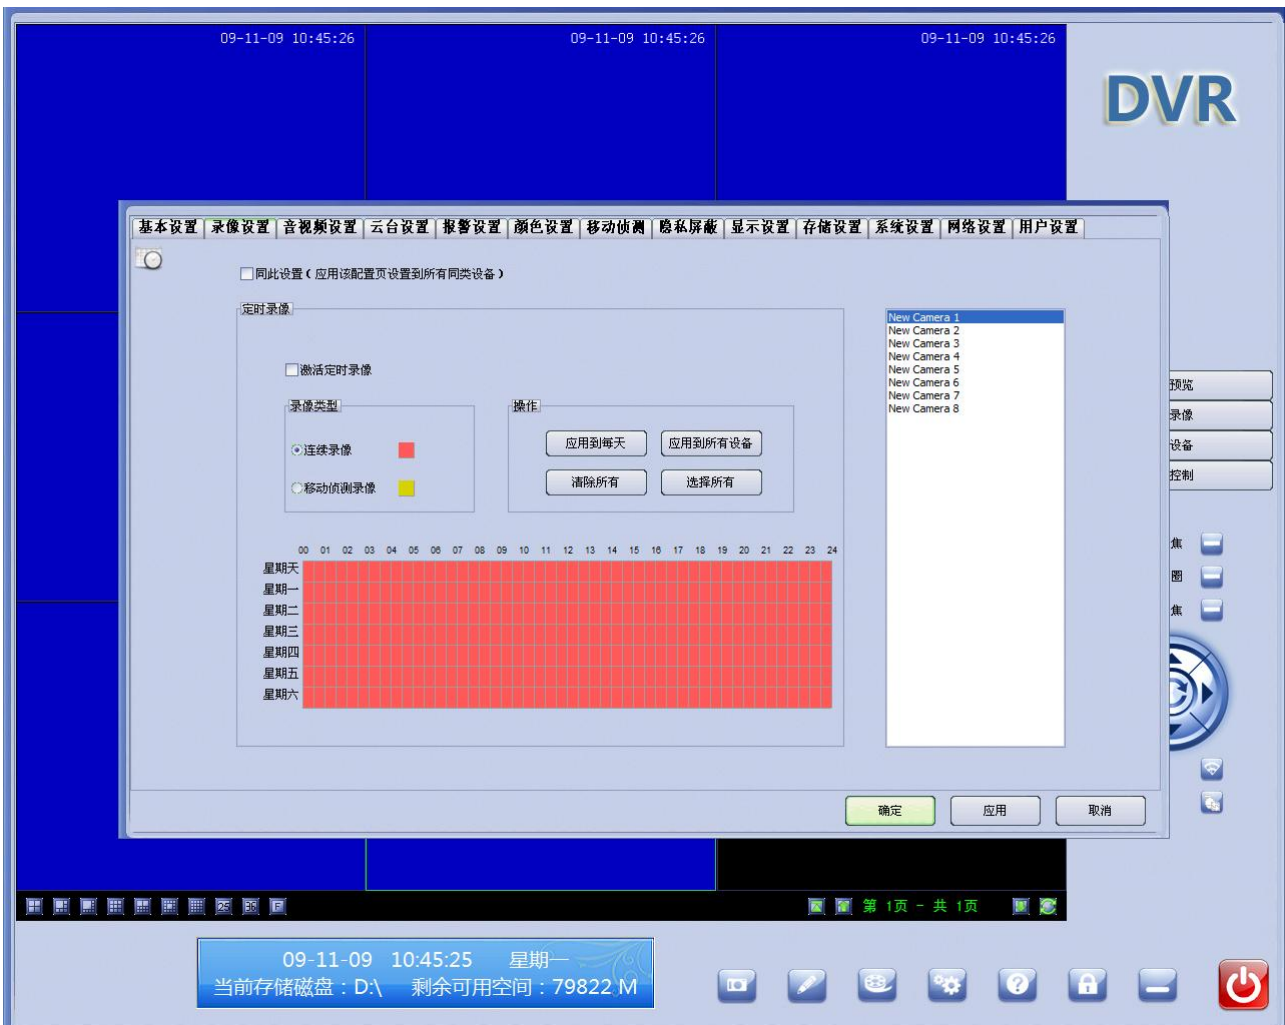 09-11-09 10:45:26
09-11-09 10:45:26
09-11-09 10:45:26
DVR
基本设置 录像设置 音视频设置 云台设置 报警设置 颜色设置 移动侦测 隐私屏蔽 显示设置 存储设置 系统设置 网络设置 用户设置
同此设置(应用该配置页设置到所有同类设备)
定时录像
激活定时录像
录像类型
连续录像
移动侦测录像
操作
应用到每天
应用到所有设备
清除所有
选择所有
00 01 02 03 04 05 06 07 08 09 10 11 12 13 14 15 16 17 18 19 20 21 22 23 24
星期天
星期一
星期二
星期三
星期四
星期五
星期六
New Camera 1
New Camera 2
New Camera 3
New Camera 4
New Camera 5
New Camera 6
New Camera 7
New Camera 8
预览
录像
设备
控制
焦
圈
焦
确定
应用
取消
25
36
F
第 1页 - 共 1页
09-11-09 10:45:25 星期一
当前存储磁盘:D:\ 剩余可用空间:79822 M